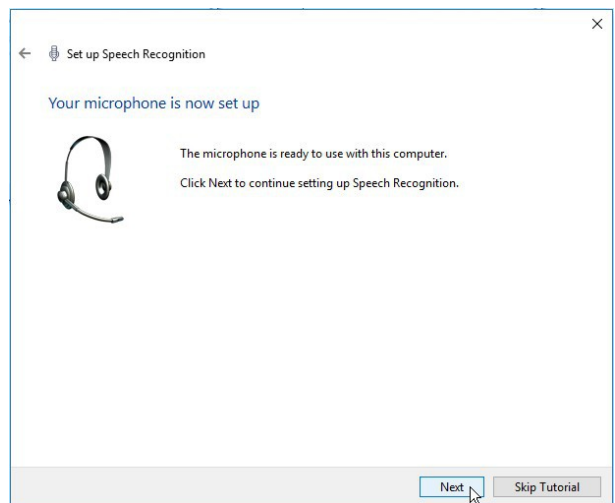 Set up Speech Recognition
Your microphone is now set up
The microphone is ready to use with this computer.
Click Next to continue setting up Speech Recognition.
Next
Skip Tutorial